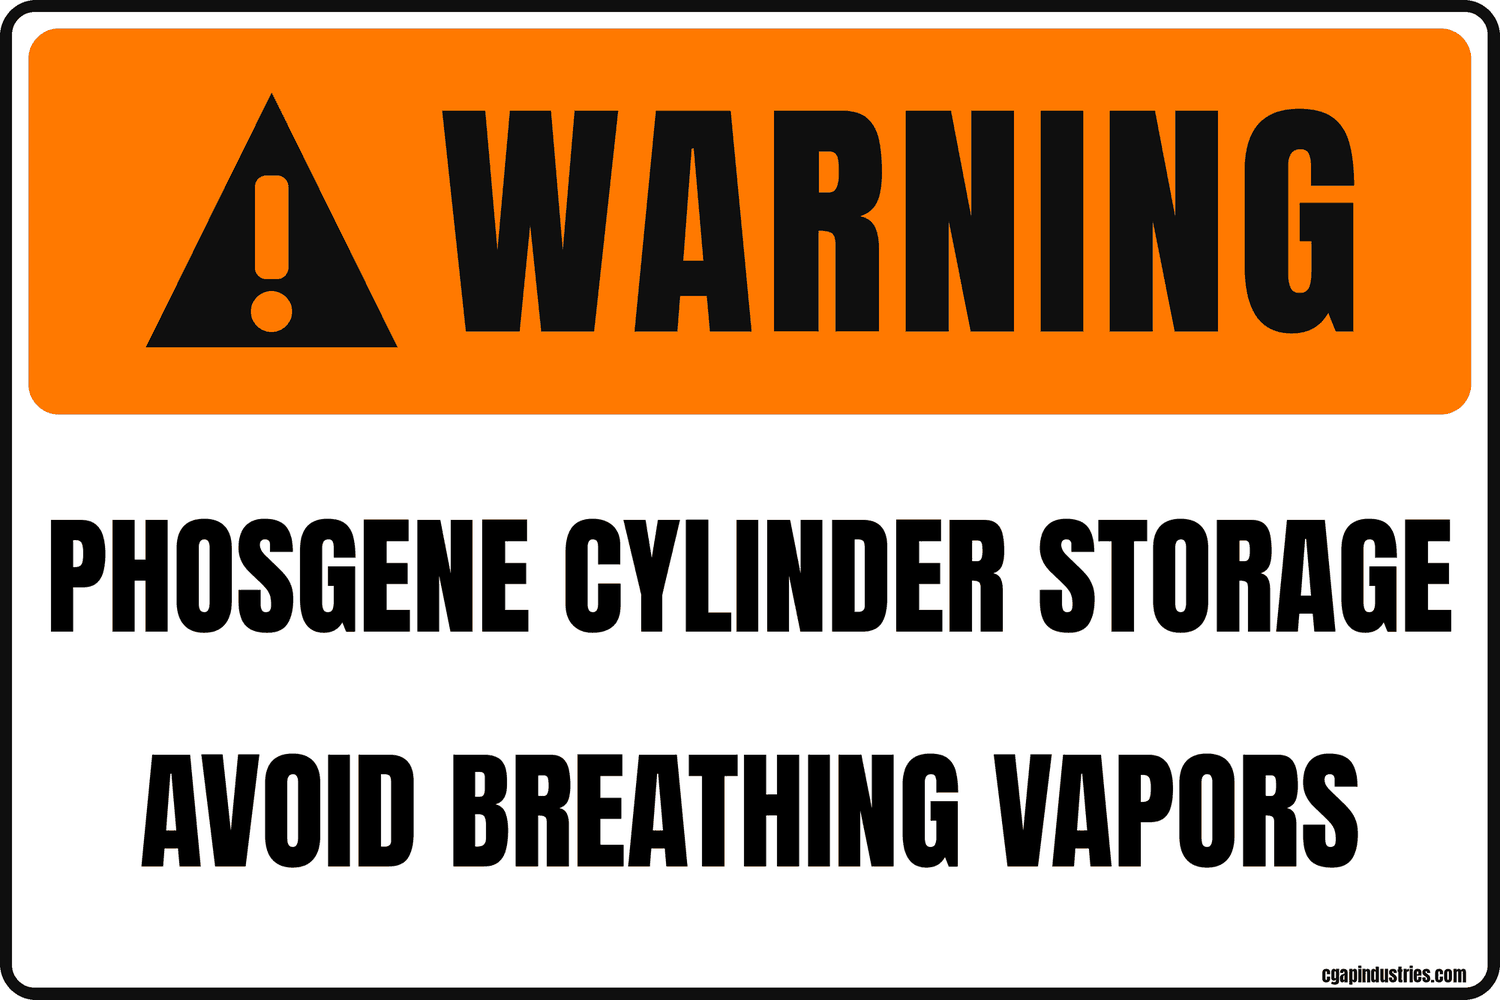 WARNING
PHOSGENE CYLINDER STORAGE
AVOID BREATHING VAPORS
cgapindustries.com